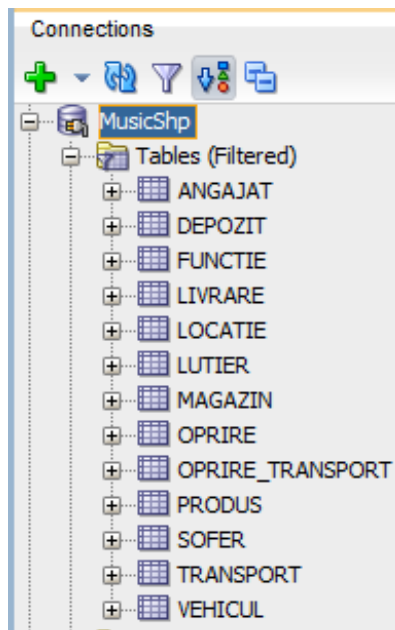 Connections
MusicShp
Tables (Filtered)
ANGAJAT
DEPOZIT
FUNCTIE
LIVRARE
LOCATIE
LUTIER
MAGAZIN
OPRIRE
OPRIRE_TRANSPORT
PRODUS
SOFER
TRANSPORT
VEHICUL